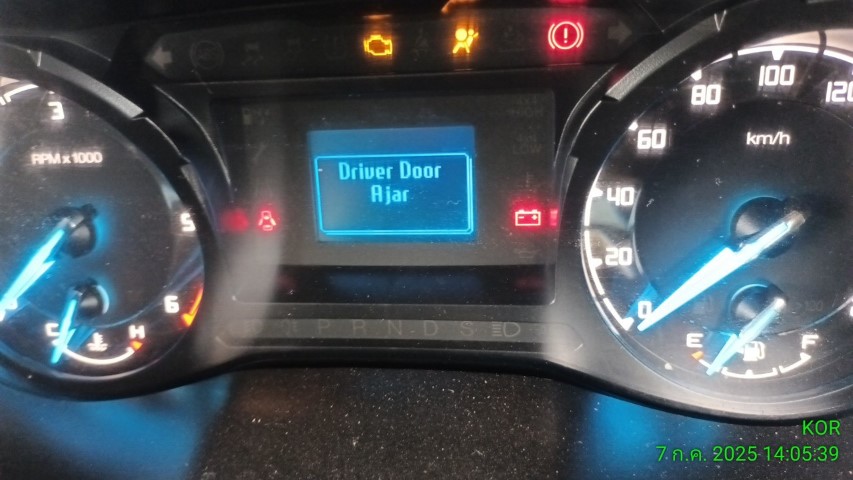 3
RPM x 1000
5
6
C
H
Driver Door
Ajar
P R N D S
120
100
80
60
km/h
40
20
0
E
F
KOR
7 ก.ค. 2025 14:05:39